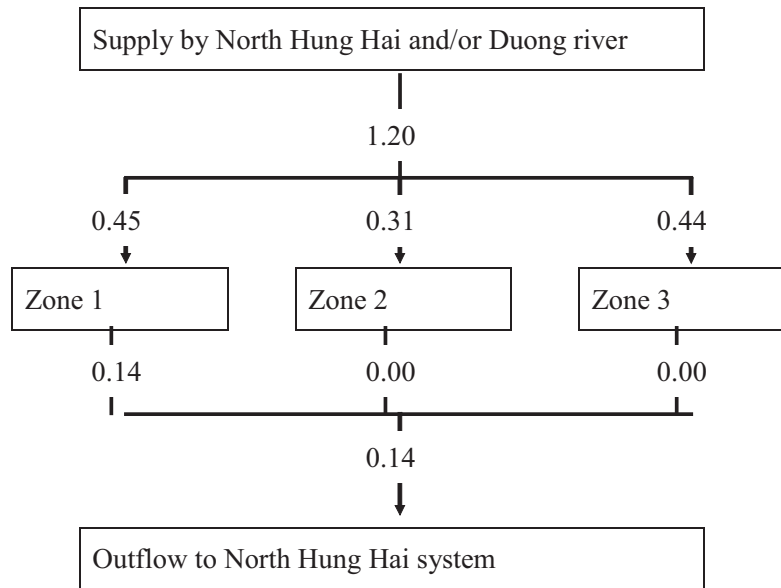 Supply by North Hung Hai and/or Duong river
1.20
0.45 0.31 0.44
Zone 1 Zone 2 Zone 3
0.14 0.00 0.00
0.14
Outflow to North Hung Hai system